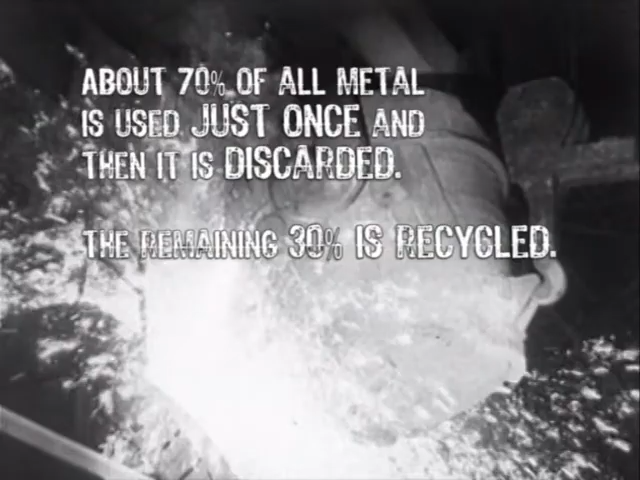 ABOUT 70% OF ALL METAL
IS USED JUST ONCE AND
THEN IT IS DISCARDED.
THE REMAINING 30% IS RECYCLED.